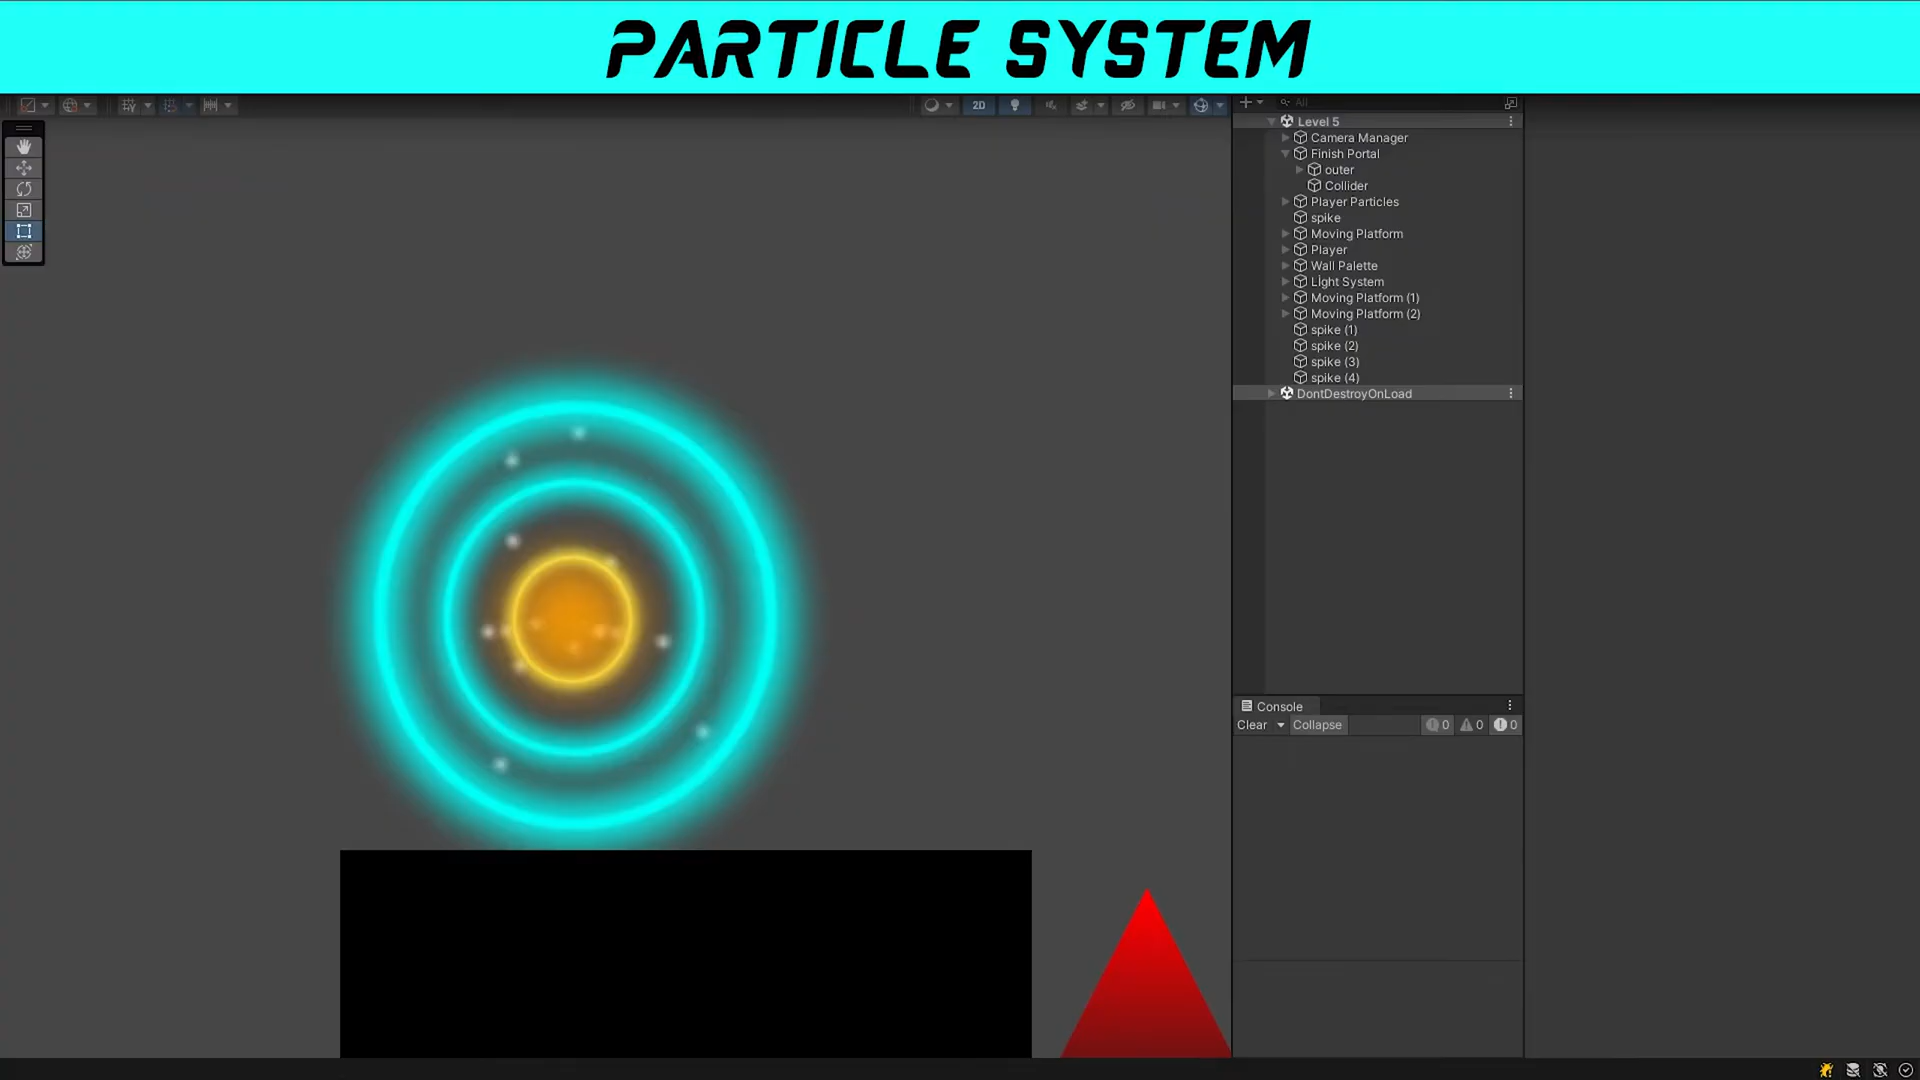 PARTICLE SYSTEM
2D
All
Level 5
Camera Manager
Finish Portal
outer
Collider
Player Particles
spike
Moving Platform
Player
Wall Palette
Light System
Moving Platform (1)
Moving Platform (2)
spike (1)
spike (2)
spike (3)
spike (4)
DontDestroyOnLoad
Console
Clear Collapse 0 0 0